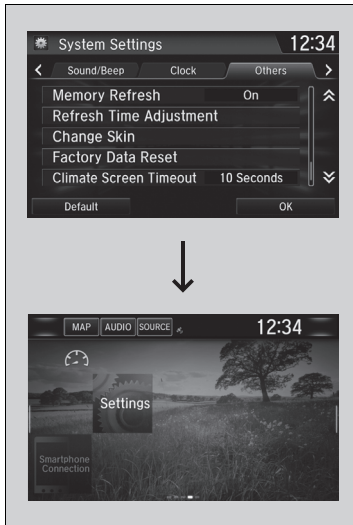 System Settings 12:34
Sound/Beep Clock Others
Memory Refresh On
Refresh Time Adjustment
Change Skin
Factory Data Reset
Climate Screen Timeout 10 Seconds
Default OK
MAP AUDIO SOURCE 12:34
Settings
Smartphone
Connection